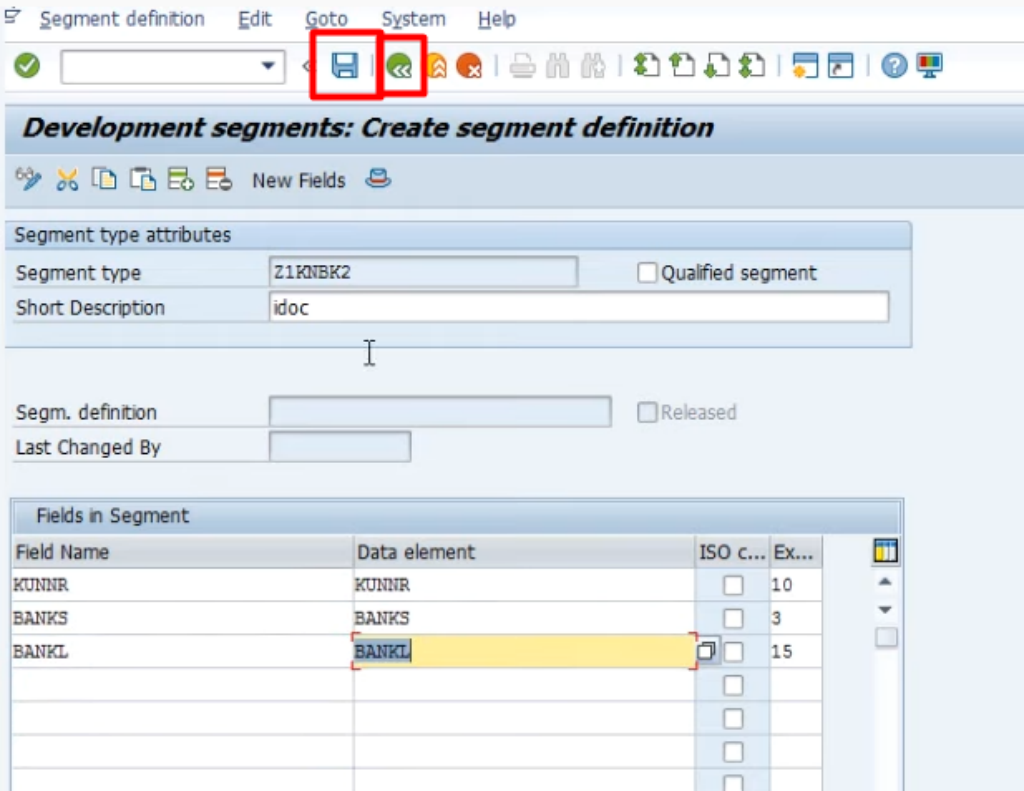 Segment definition Edit Goto System Help
Development segments: Create segment definition
New Fields
Segment type attributes
Segment type Z1KNBK2 Qualified segment
Short Description idoc
Segm. definition Released
Last Changed By
Fields in Segment
Field Name Data element ISO c... Ex...
KUNNR KUNNR 10
BANKS BANKS 3
BANKL BANKL 15